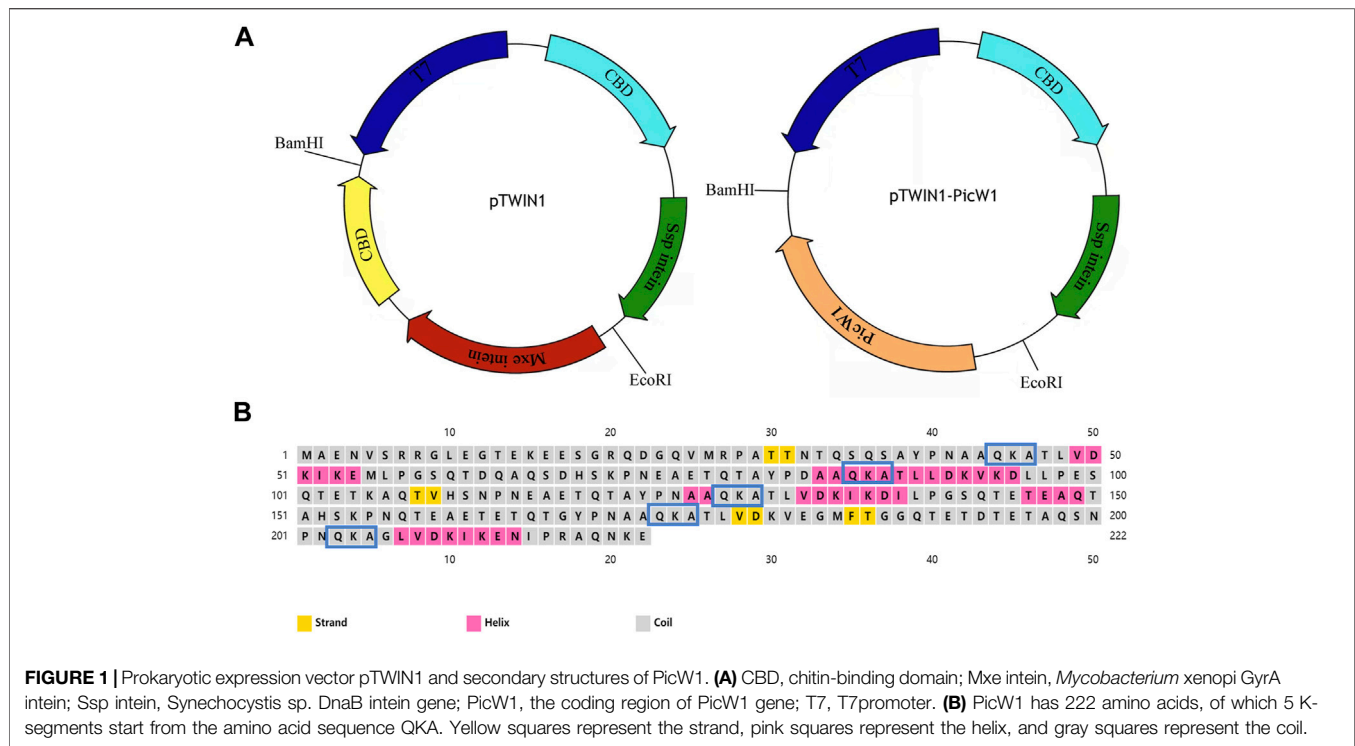 A
T7
CBD
CBD
T7
BamHI
pTWIN1
CBD
Ssp intein
Mxe intein
EcoRI
BamHI
pTWIN1-PicW1
Ssp intein
PicW1
EcoRI
B
10 20 30 40 50
1 M A E N V S R R G L E G T E K E E S G R Q D G Q V M R P A T T N T Q S Q S A Y P N A A Q K A T L V D 50
51 K I K E M L P G S Q T D Q A Q S D H S K P N E A E T Q T A Y P D A A Q K A T L L D K V K D L L P E S 100
101 Q T E T K A Q T V H S N P N E A E T Q T A Y P N A A Q K A T L V D K I K D I L P G S Q T E T E A Q T 150
151 A H S K P N Q T E A E T E T Q T G Y P N A A Q K A T L V D K V E G M F T G G Q T E T D T E T A Q S N 200
201 P N Q K A G L V D K I K E N I P R A Q N K E 222
10 20 30 40 50
Strand Helix Coil
FIGURE 1 | Prokaryotic expression vector pTWIN1 and secondary structures of PicW1. (A) CBD, chitin-binding domain; Mxe intein, Mycobacterium xenopi GyrA
intein; Ssp intein, Synechocystis sp. DnaB intein gene; PicW1, the coding region of PicW1 gene; T7, T7promoter. (B) PicW1 has 222 amino acids, of which 5 K-
segments start from the amino acid sequence QKA. Yellow squares represent the strand, pink squares represent the helix, and gray squares represent the coil.